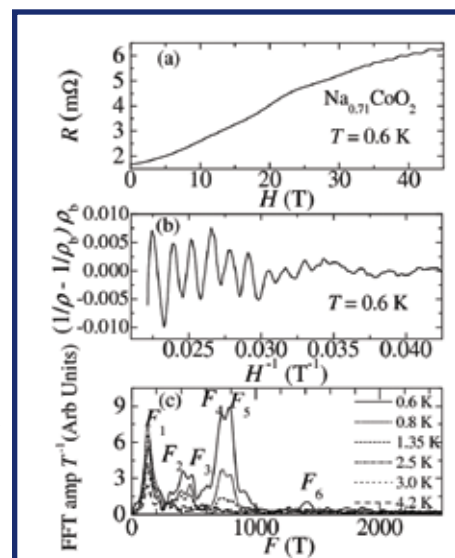 R (mΩ)
6
5
4
3
2
(a)
Na0.71CoO2
T = 0.6 K
0 10 20 30 40
H (T)
(1/ρ - 1/ρb)ρb
0.010
0.005
0.000
-0.005
-0.010
(b)
T = 0.6 K
0.025 0.030 0.035 0.040
H-1 (T-1)
FFT amp T-1 (Arb Units)
9
6
3
0
(c)
F1
F2
F3
F4
F5
F6
0.6 K
0.8 K
1.35 K
2.5 K
3.0 K
4.2 K
0 1000 2000
F (T)